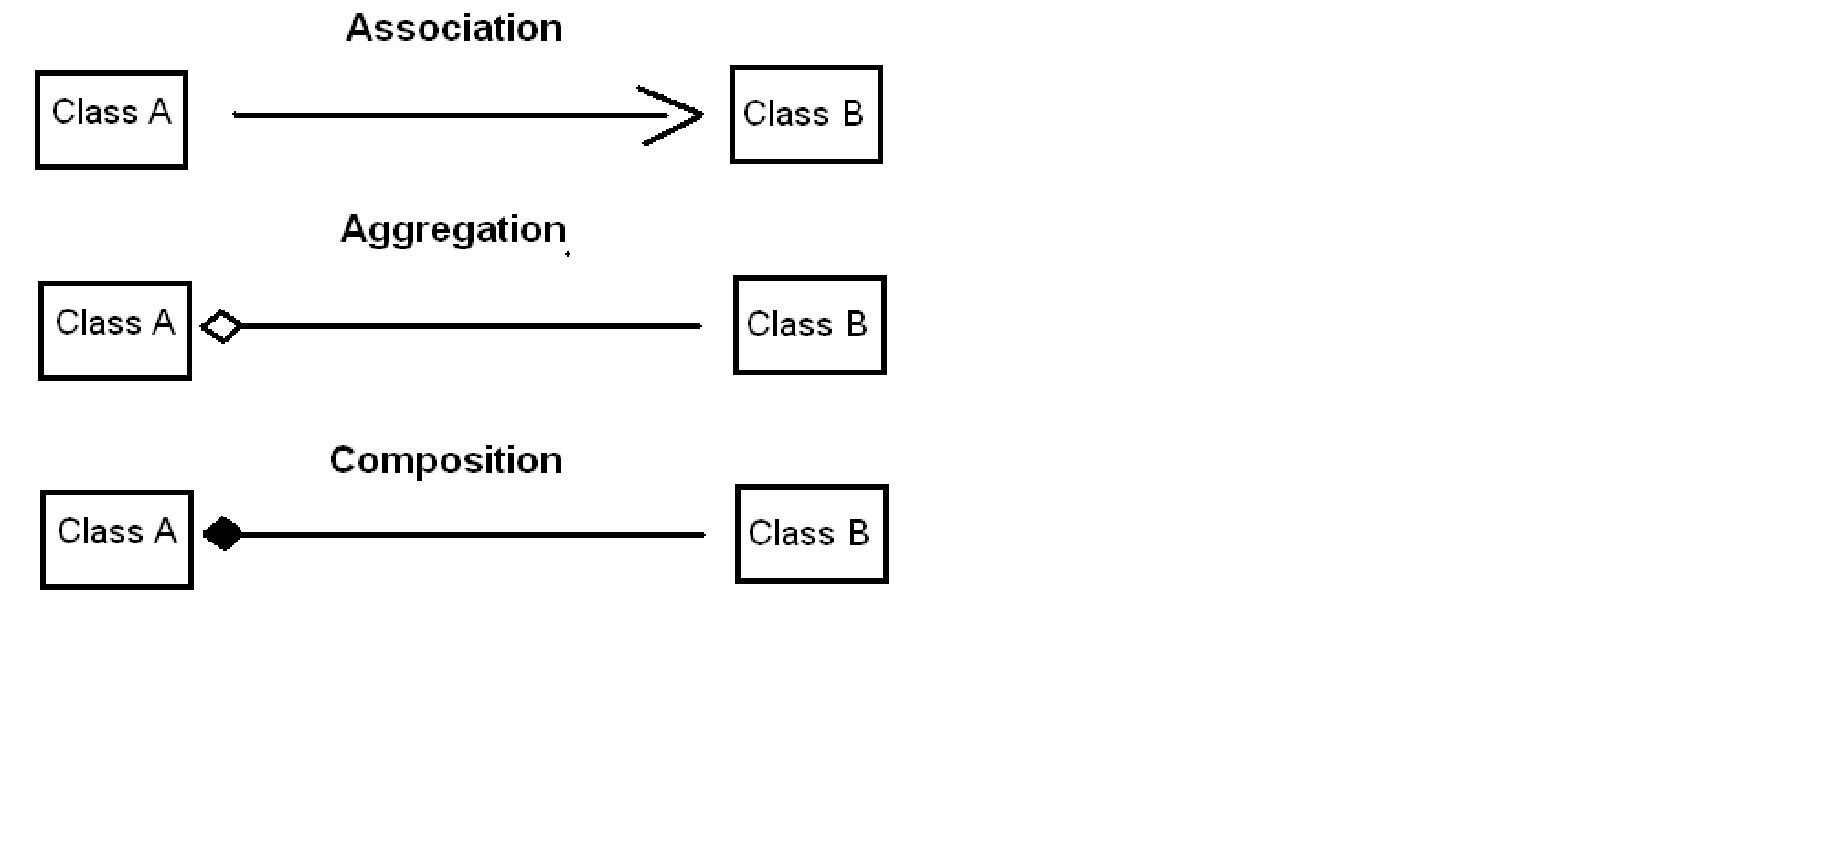 Association
Class A
Class B
Aggregation
Class A
Class B
Composition
Class A
Class B